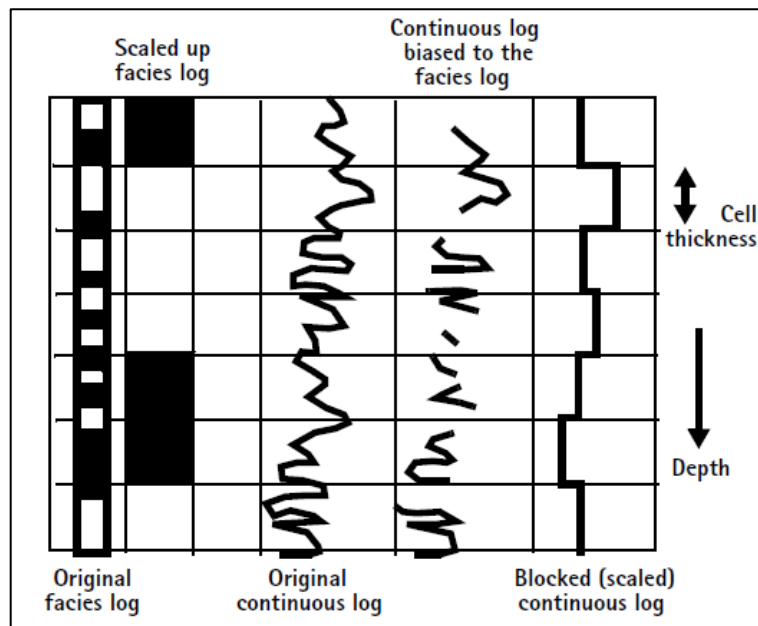 Scaled up
facies log
Continuous log
biased to the
facies log
Cell
thickness
Depth
Original
facies log
Original
continuous log
Blocked (scaled)
continuous log